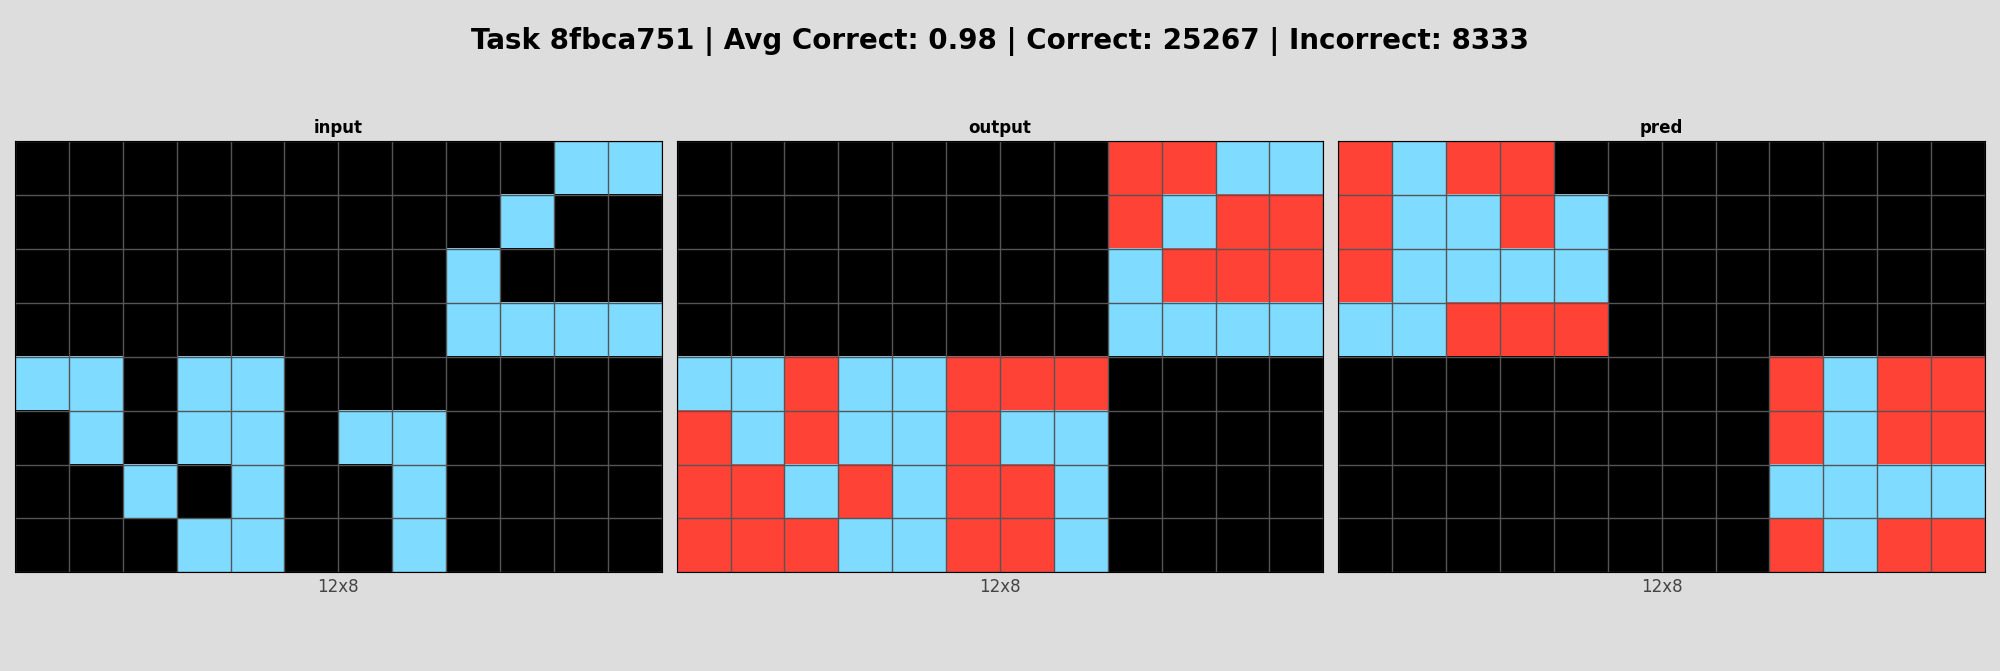 Task 8fbca751 | Avg Correct: 0.98 | Correct: 25267 | Incorrect: 8333
input
output
pred
12x8
12x8
12x8